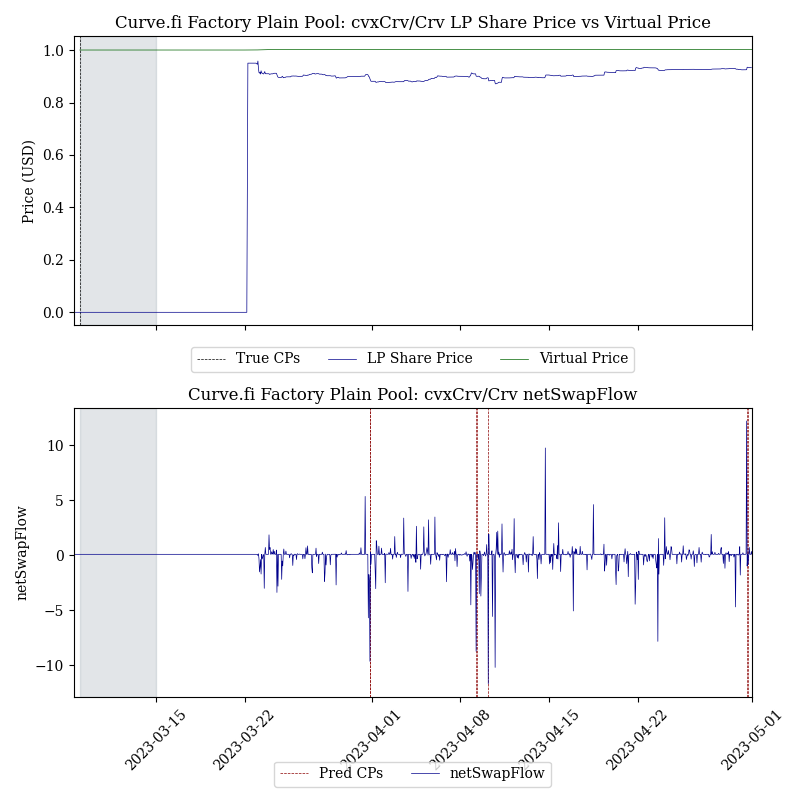 Curve.fi Factory Plain Pool: cvxCrv/Crv LP Share Price vs Virtual Price
1.0
0.8
0.6
0.4
0.2
0.0
Price (USD)
True CPs LP Share Price Virtual Price
Curve.fi Factory Plain Pool: cvxCrv/Crv netSwapFlow
10
5
0
−5
−10
netSwapFlow
2023-03-15 2023-03-22 2023-04-01 2023-04-08 2023-04-15 2023-04-22 2023-05-01
Pred CPs netSwapFlow